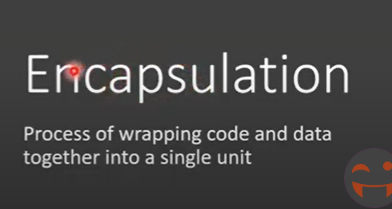 Encapsulation
Process of wrapping code and data
together into a single unit